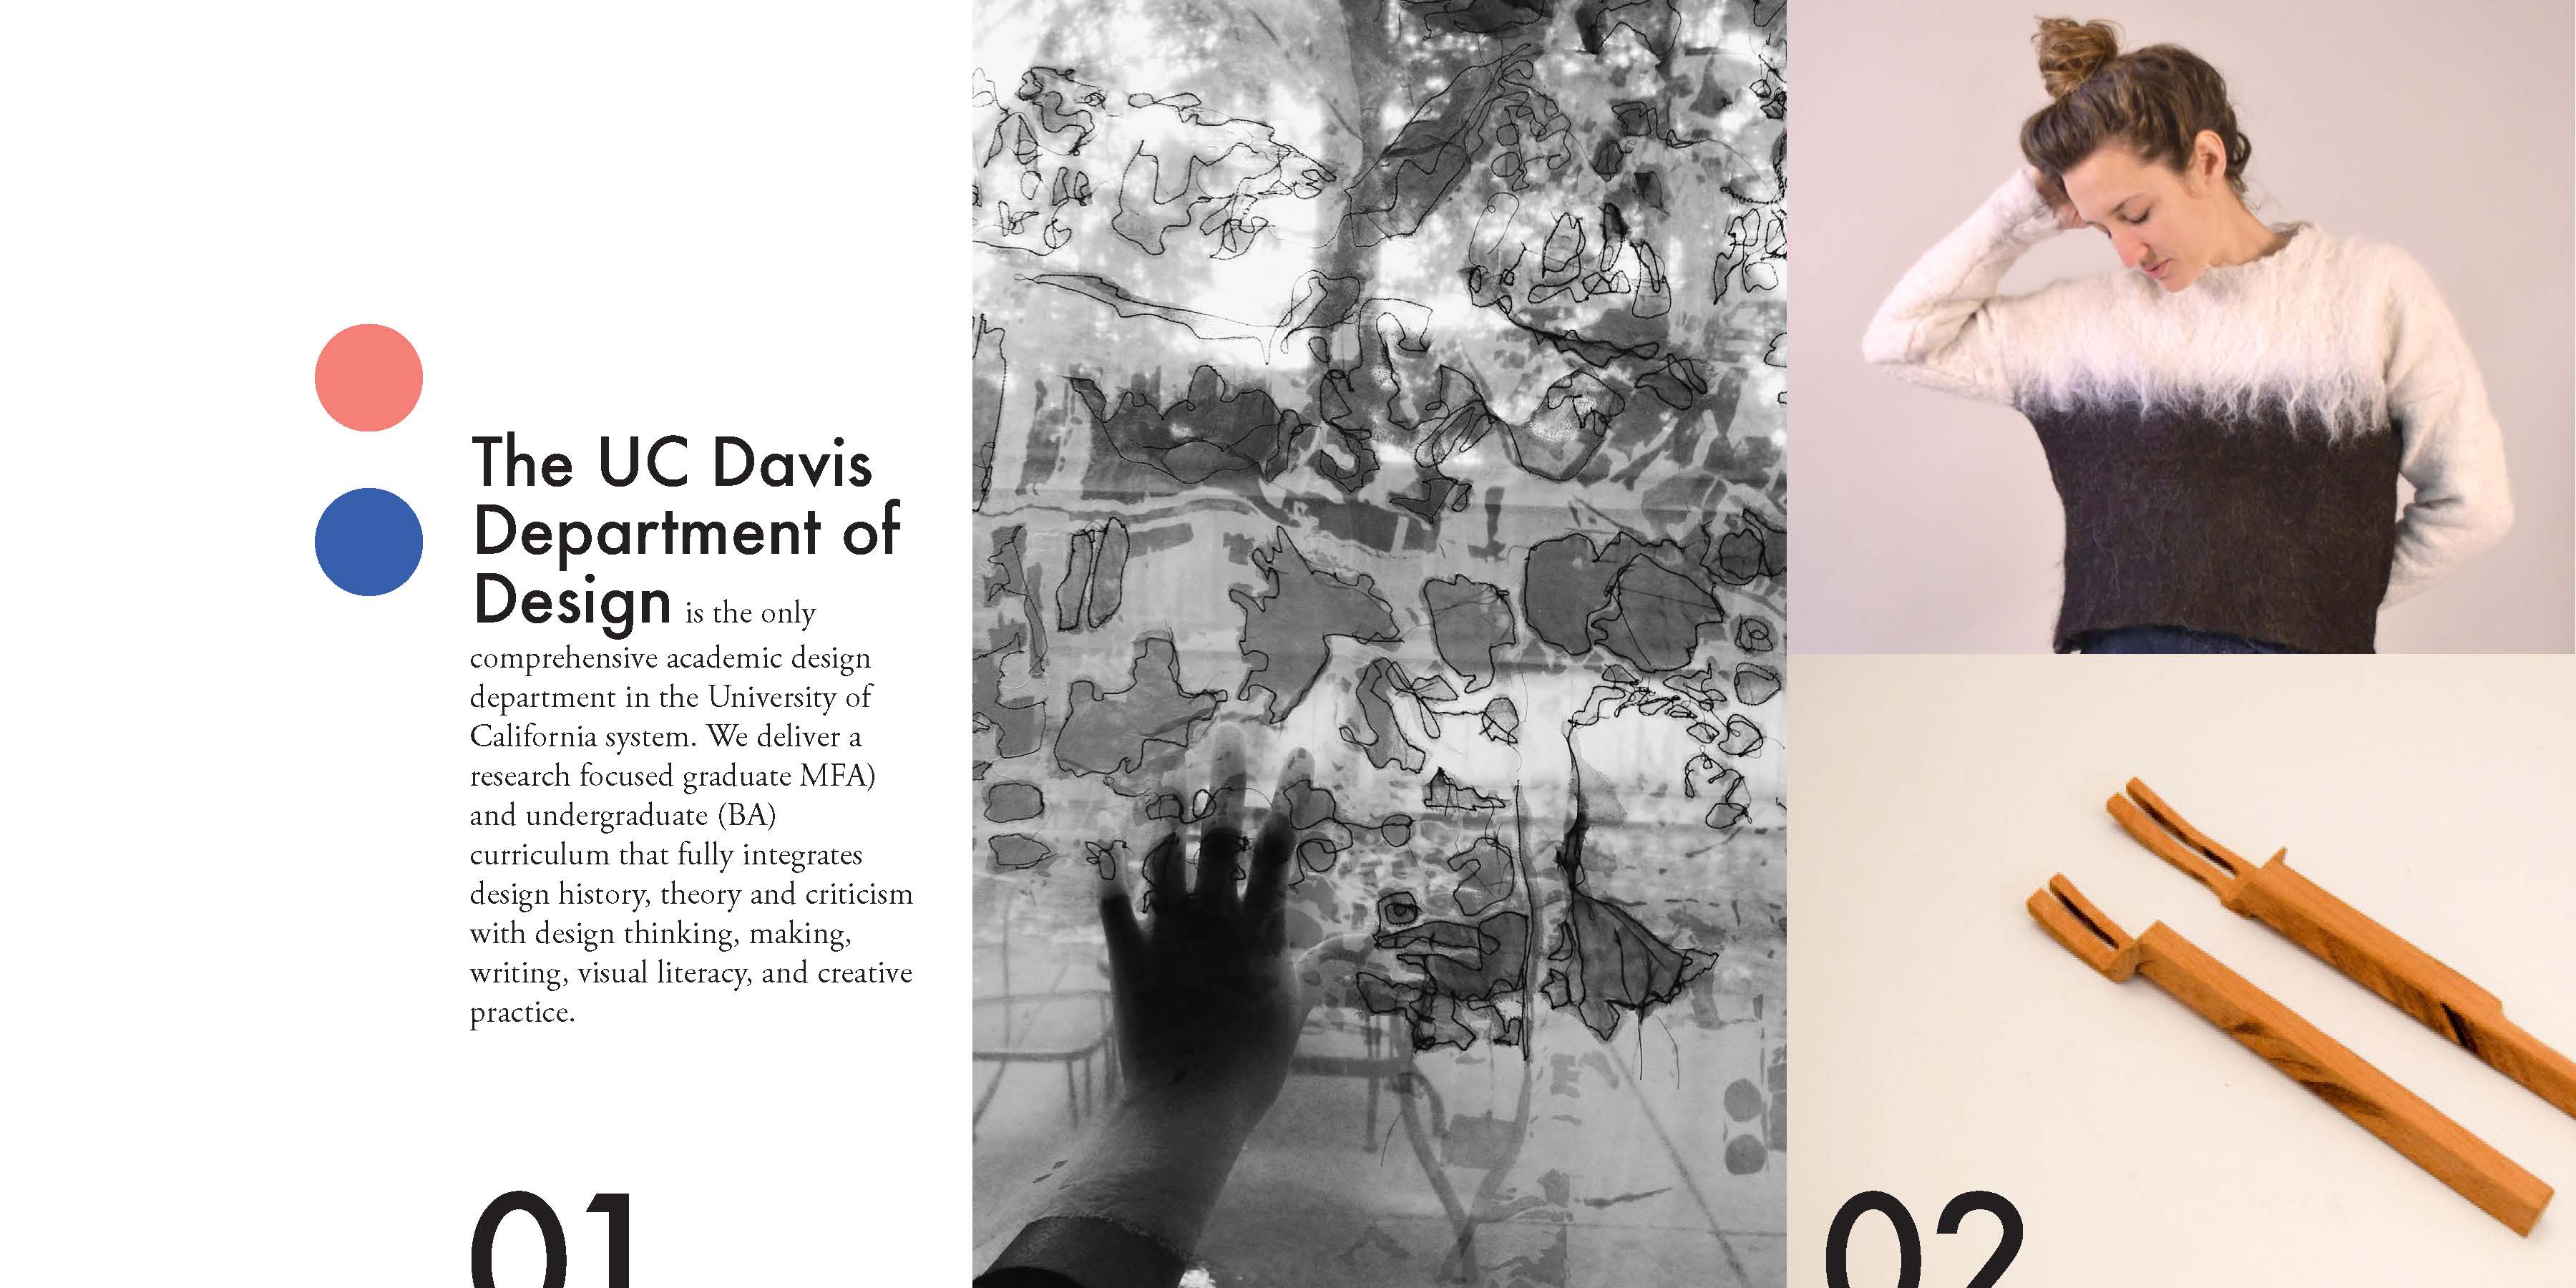 The UC Davis
Department of
Design is the only
comprehensive academic design
department in the University of
California system. We deliver a
research focused graduate MFA)
and undergraduate (BA)
curriculum that fully integrates
design history, theory and criticism
with design thinking, making,
writing, visual literacy, and creative
practice.
01
02